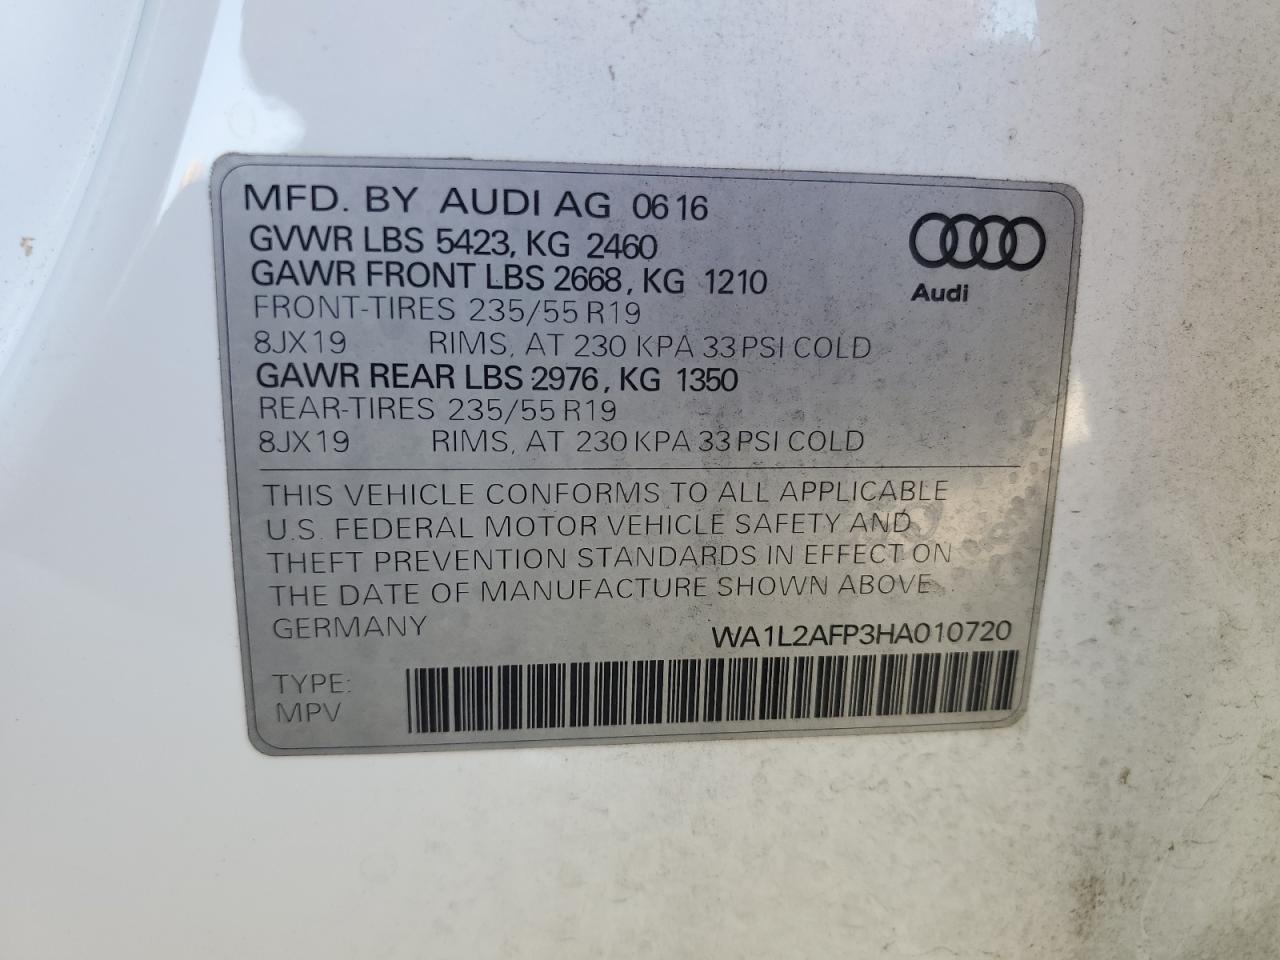 MFD. BY AUDI AG 0616
GVWR LBS 5423, KG 2460
GAWR FRONT LBS 2668, KG 1210
FRONT-TIRES 235/55 R19
8JX19 RIMS, AT 230 KPA 33 PSI COLD
GAWR REAR LBS 2976, KG 1350
REAR-TIRES 235/55 R19
8JX19 RIMS, AT 230 KPA 33 PSI COLD
Audi
THIS VEHICLE CONFORMS TO ALL APPLICABLE
U.S. FEDERAL MOTOR VEHICLE SAFETY AND
THEFT PREVENTION STANDARDS IN EFFECT ON
THE DATE OF MANUFACTURE SHOWN ABOVE.
GERMANY WA1L2AFP3HA010720
TYPE:
MPV